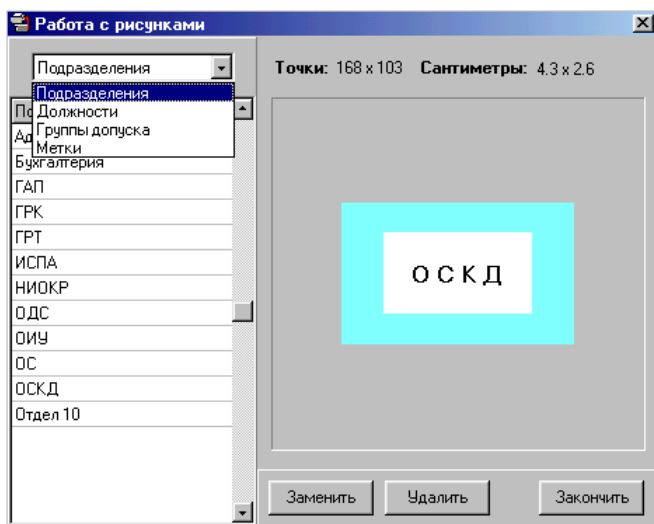 Работа с рисунками
Подразделения
Точки: 168 x 103 Сантиметры: 4.3 x 2.6
Подразделения
Должности
Группы допуска
Метки
Бухгалтерия
ГАП
ГРК
ГРТ
ИСПА
НИОКР
ОДС
ОИУ
ОС
ОСКД
Отдел 10
О С К Д
Заменить Удалить Закончить